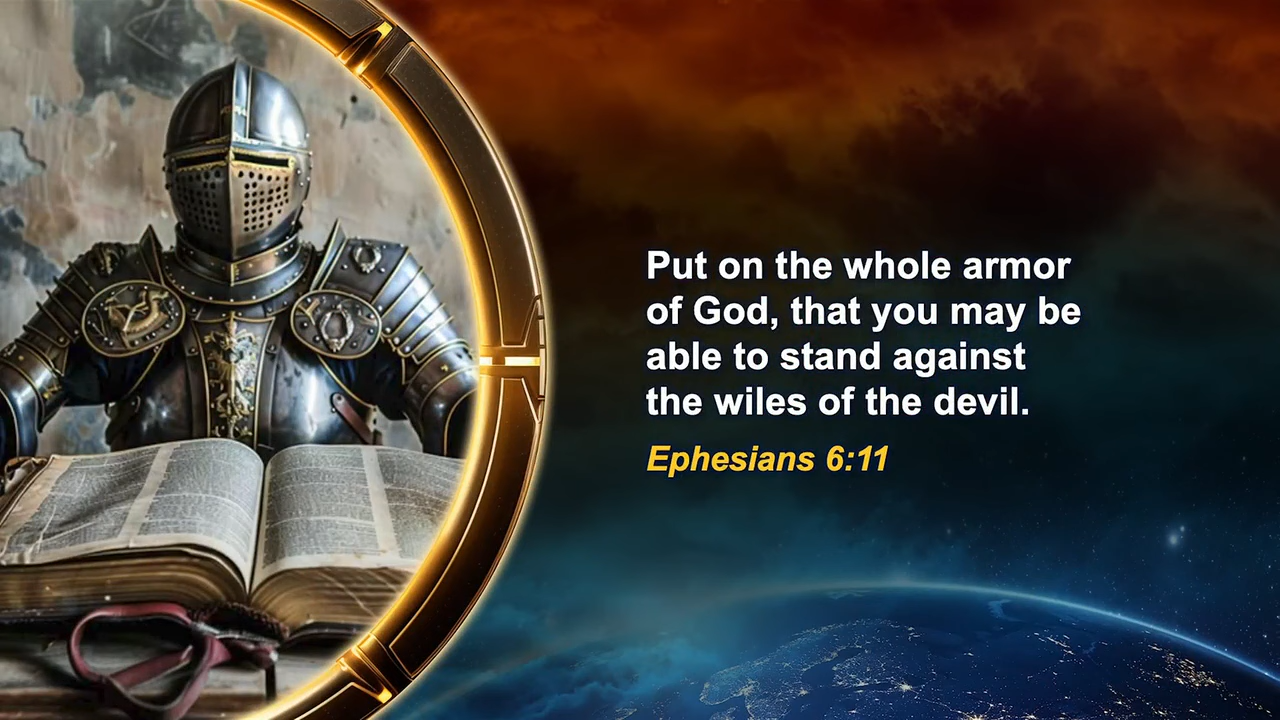 Put on the whole armor
of God, that you may be
able to stand against
the wiles of the devil.
Ephesians 6:11